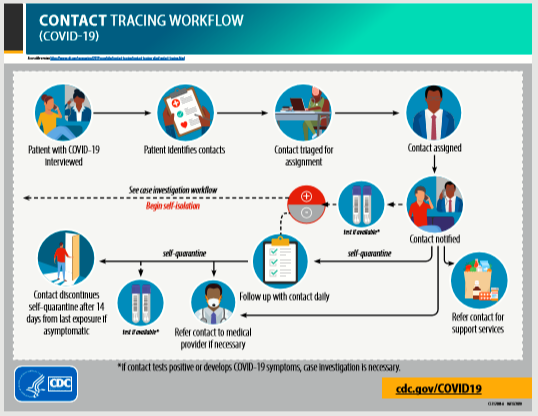 CONTACT TRACING WORKFLOW
(COVID-19)
Patient with COVID-19
interviewed
Patient identifies contacts
Contact triaged for
assignment
Contact assigned
See case investigation workflow
Begin self-isolation
test if available*
Contact notified
self-quarantine
self-quarantine
Contact discontinues
self-quarantine after 14
days from last exposure if
asymptomatic
test if available*
Refer contact to medical
provider if necessary
Follow up with contact daily
Refer contact for
support services
*If contact tests positive or develops COVID-19 symptoms, case investigation is necessary.
CDC
cdc.gov/COVID19